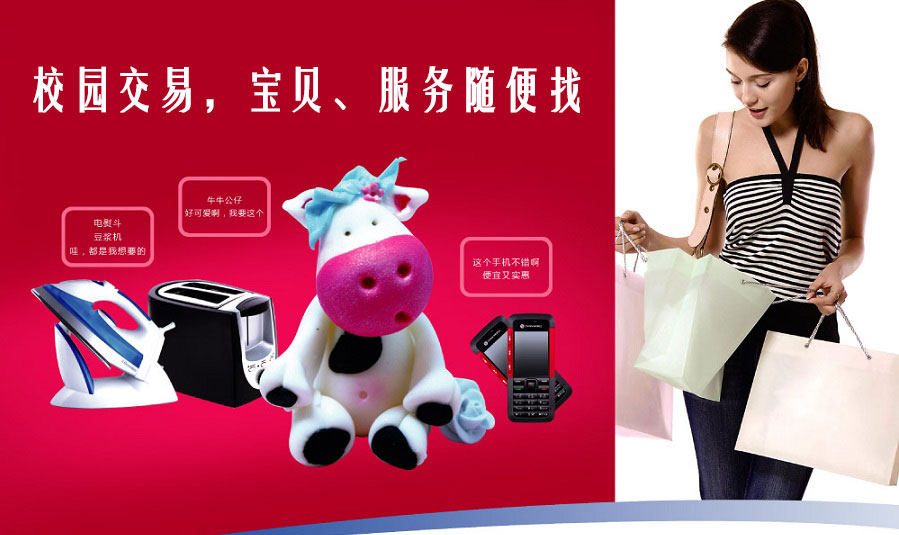 校园交易，宝贝、服务随便找
牛牛公仔
好可爱啊，我要这个
电熨斗
豆浆机
哇，都是我想要的
这个手机不错啊
便宜又实惠